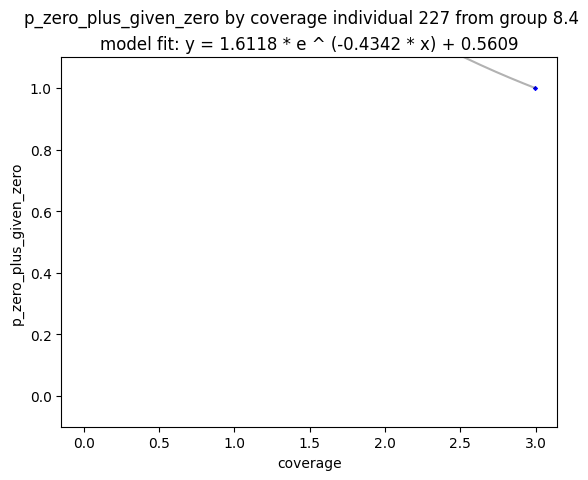 p_zero_plus_given_zero by coverage individual 227 from group 8.4
model fit: y = 1.6118 * e ^ (-0.4342 * x) + 0.5609
1.0
0.8
0.6
0.4
0.2
0.0
p_zero_plus_given_zero
0.0 0.5 1.0 1.5 2.0 2.5 3.0
coverage